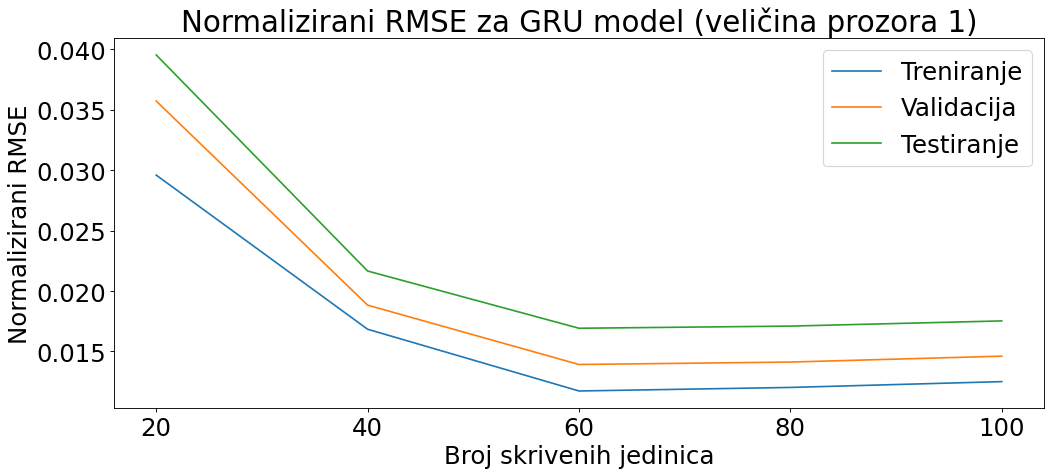 Normalizirani RMSE za GRU model (veličina prozora 1)
Normalizirani RMSE
0.040
0.035
0.030
0.025
0.020
0.015
Treniranje
Validacija
Testiranje
20 40 60 80 100
Broj skrivenih jedinica